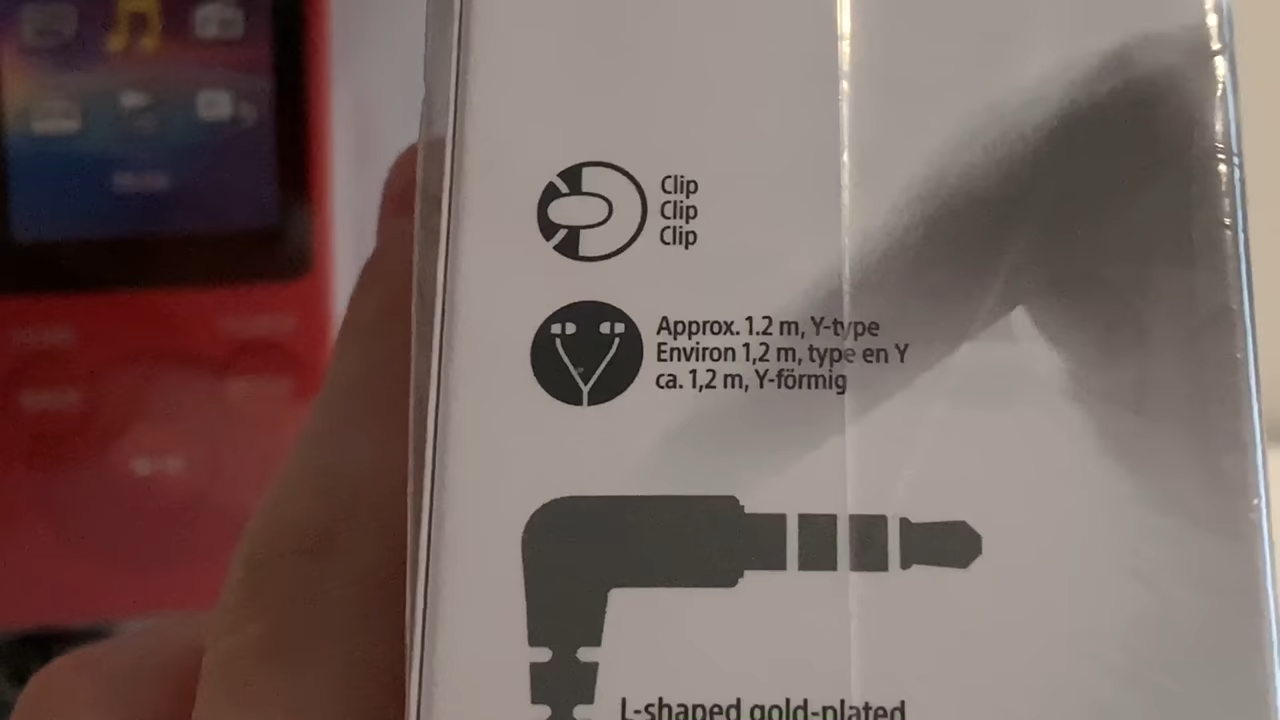 Clip
Clip
Clip
Approx. 1.2 m, Y-type
Environ 1,2 m, type en Y
ca. 1,2 m, Y-förmig
L-shaped gold-plated